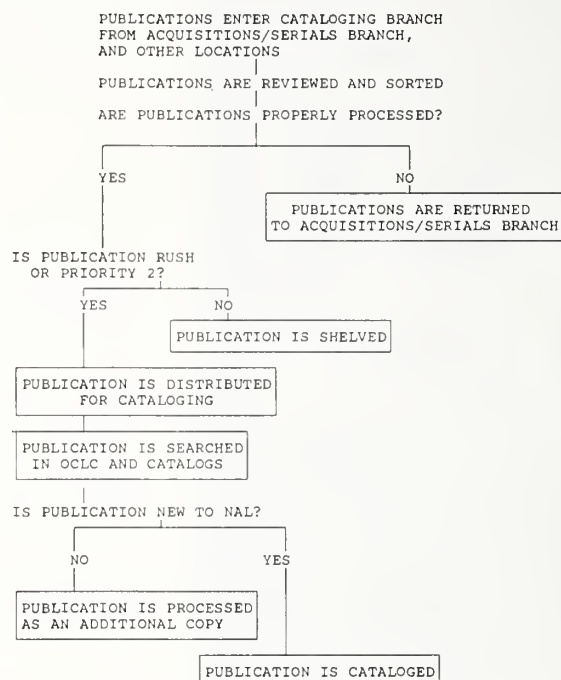 PUBLICATIONS ENTER CATALOGING BRANCH
FROM ACQUISITIONS/SERIALS BRANCH,
AND OTHER LOCATIONS
PUBLICATIONS ARE REVIEWED AND SORTED
ARE PUBLICATIONS PROPERLY PROCESSED?
YES
NO
PUBLICATIONS ARE RETURNED
TO ACQUISITIONS/SERIALS BRANCH
IS PUBLICATION RUSH
OR PRIORITY 2?
YES
NO
PUBLICATION IS SHELVED
PUBLICATION IS DISTRIBUTED
FOR CATALOGING
PUBLICATION IS SEARCHED
IN OCLC AND CATALOGS
IS PUBLICATION NEW TO NAL?
NO
YES
PUBLICATION IS PROCESSED
AS AN ADDITIONAL COPY
PUBLICATION IS CATALOGED